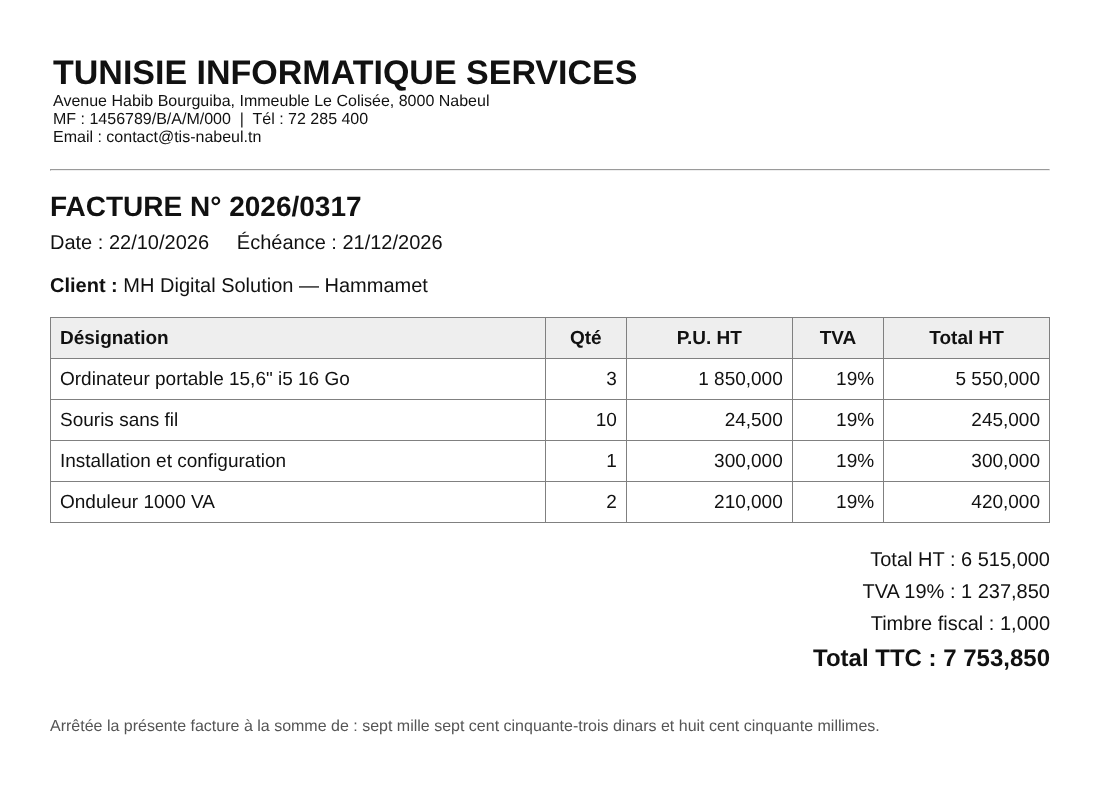 TUNISIE INFORMATIQUE SERVICES
Avenue Habib Bourguiba, Immeuble Le Colisée, 8000 Nabeul
MF : 1456789/B/A/M/000 | Tél : 72 285 400
Email : contact@tis-nabeul.tn
FACTURE N° 2026/0317
Date : 22/10/2026 Échéance : 21/12/2026
Client : MH Digital Solution — Hammamet
Désignation Qté P.U. HT TVA Total HT
Ordinateur portable 15,6" i5 16 Go 3 1 850,000 19% 5 550,000
Souris sans fil 10 24,500 19% 245,000
Installation et configuration 1 300,000 19% 300,000
Onduleur 1000 VA 2 210,000 19% 420,000
Total HT : 6 515,000
TVA 19% : 1 237,850
Timbre fiscal : 1,000
Total TTC : 7 753,850
Arrêtée la présente facture à la somme de : sept mille sept cent cinquante-trois dinars et huit cent cinquante millimes.